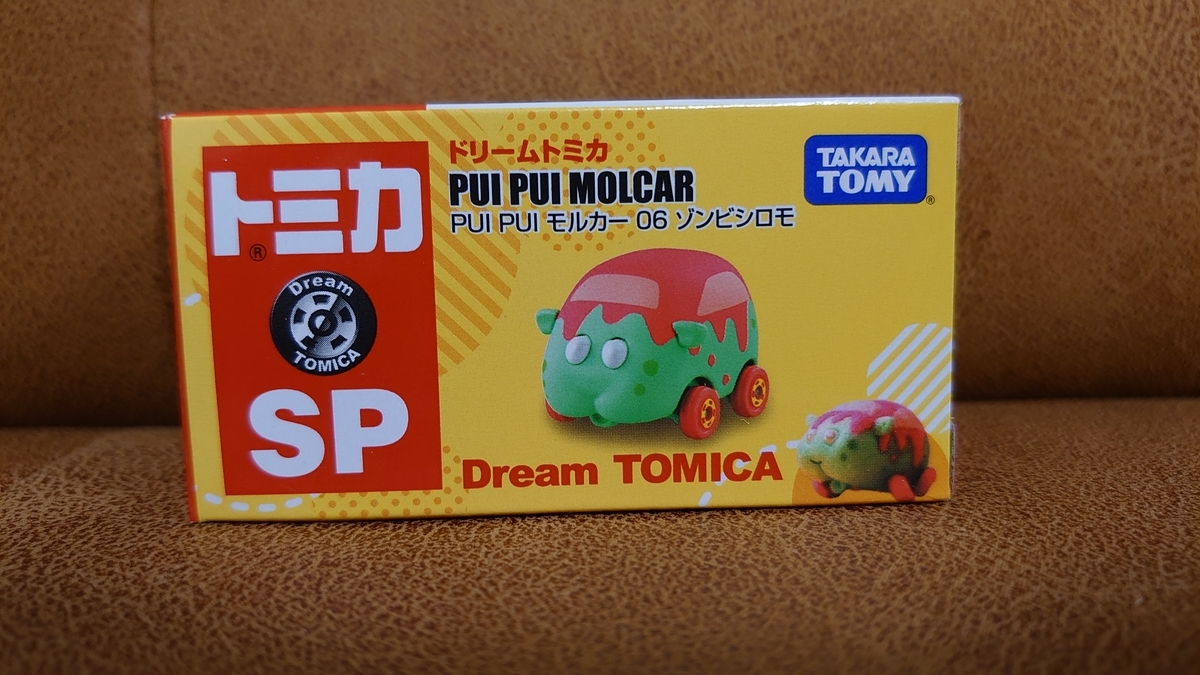 トミカ
®
Dream
TOMICA
SP
ドリームトミカ
PUI PUI MOLCAR
PUI PUI モルカー 06 ゾンビシロモ
TAKARA
TOMY
®
Dream TOMICA